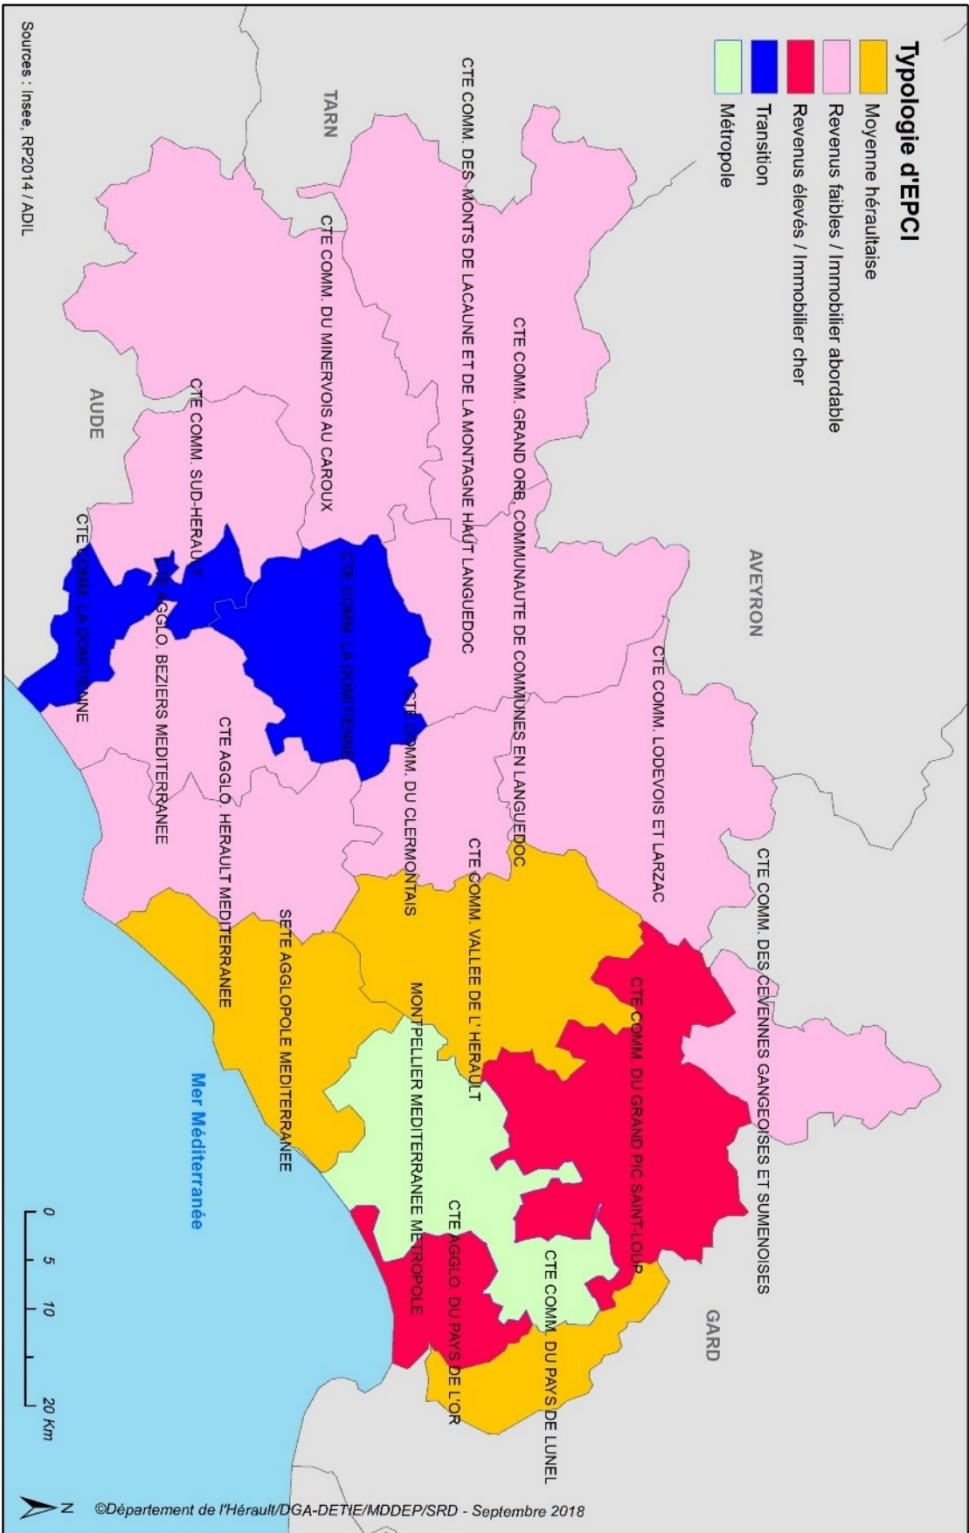 Typologie d'EPCI
Moyenne héraultaise
Revenus faibles / Immobilier abordable
Revenus élevés / Immobilier cher
Transition
Métropole
AVEYRON
CTE COMM. DES CEVENNES GANGEOISES ET SUMENOISES
GARD
CTE COMM. LODEVOIS ET LARZAC
CTE COMM. DU GRAND PIC SAINT-LOUP
CTE COMM. GRAND ORB, COMMUNAUTE DE COMMUNES EN LANGUEDOC
CTE COMM. DU PAYS DE LUNEL
CTE COMM. DES MONTS DE LACAUNE ET DE LA MONTAGNE HAUT LANGUEDOC
CTE COMM. VALLEE DE L' HERAULT
CTE AGGLO. DU PAYS DE L'OR
CTE COMM. DU CLERMONTAIS
MONTPELLIER MEDITERRANEE METROPOLE
TARN
CTE COMM. DU MINERVOIS AU CAROUX
CTE COMM. LA DOMITIENNE
SETE AGGLOPOLE MEDITERRANEE
CTE AGGLO. HERAULT MEDITERRANEE
CTE COMM. SUD-HERAULT
Mer Méditerranée
CTE AGGLO. BEZIERS MEDITERRANEE
AUDE
CTE COMM. LA DOMITIENNE
0 5 10 20 Km
N
Sources : Insee, RP2014 / ADIL
©Département de l'Hérault/DGA-DETIE/MDDEP/SRD - Septembre 2018